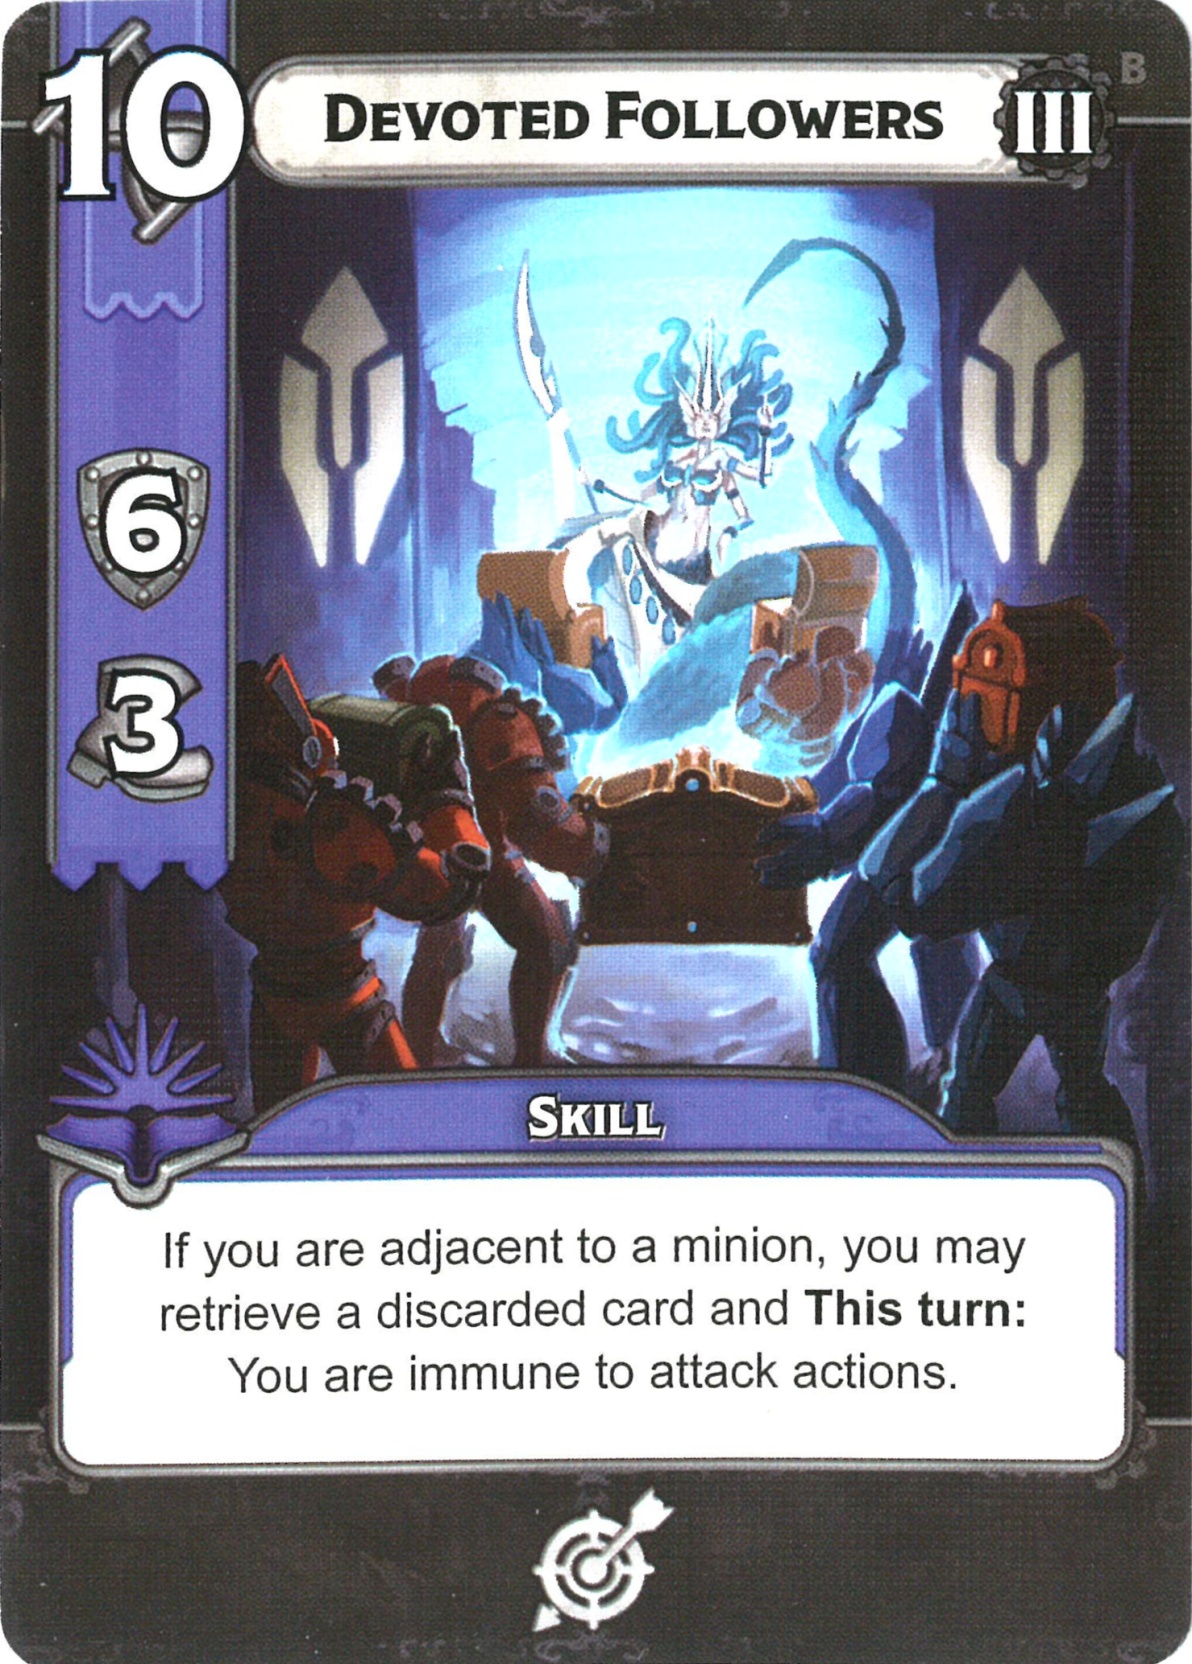 10
DEVOTED FOLLOWERS
III
B
6
3
SKILL
If you are adjacent to a minion, you may
retrieve a discarded card and This turn:
You are immune to attack actions.